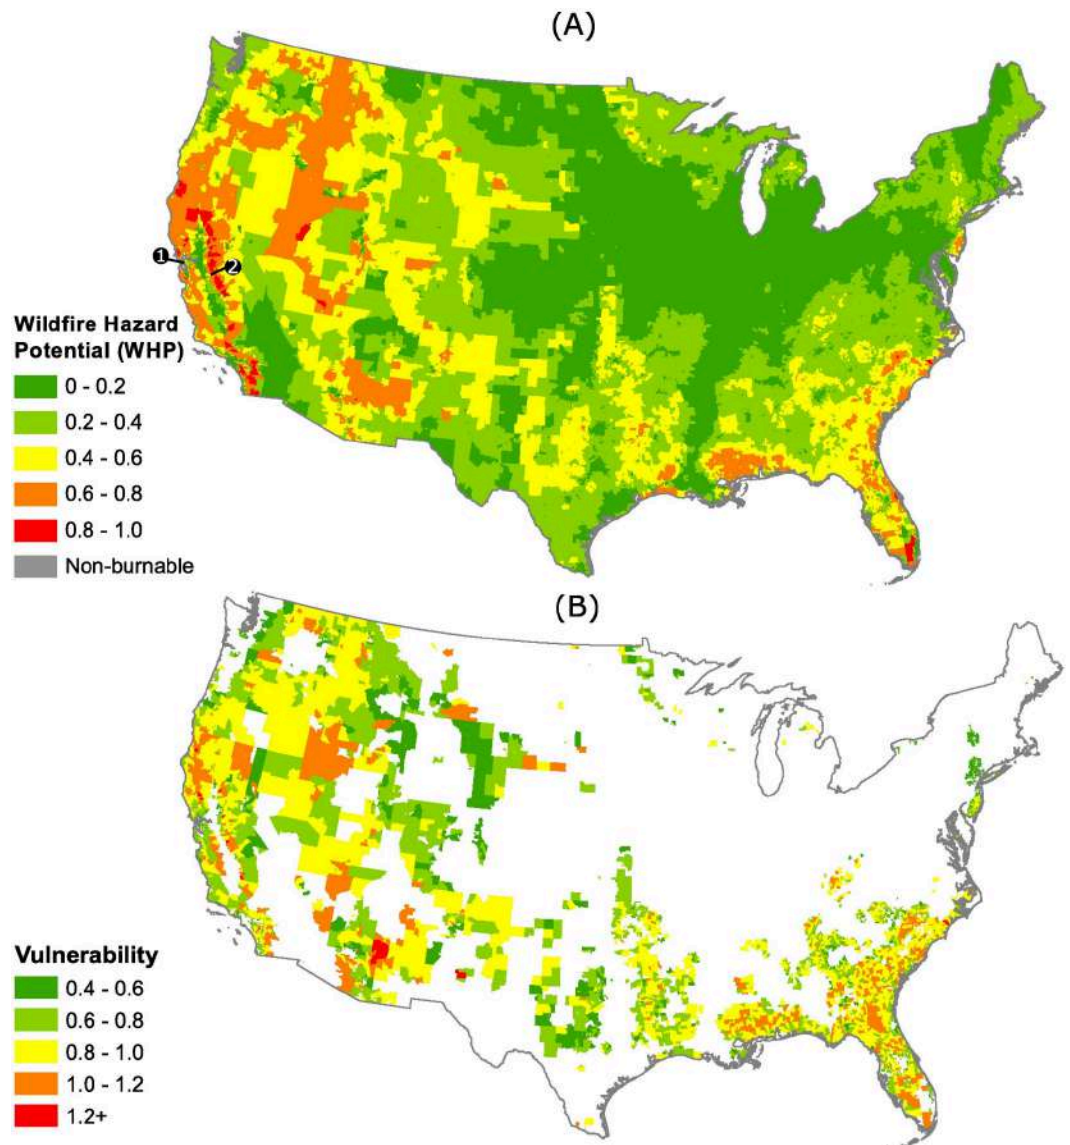 (A)
1
2
Wildfire Hazard
Potential (WHP)
0 - 0.2
0.2 - 0.4
0.4 - 0.6
0.6 - 0.8
0.8 - 1.0
Non-burnable
(B)
Vulnerability
0.4 - 0.6
0.6 - 0.8
0.8 - 1.0
1.0 - 1.2
1.2+